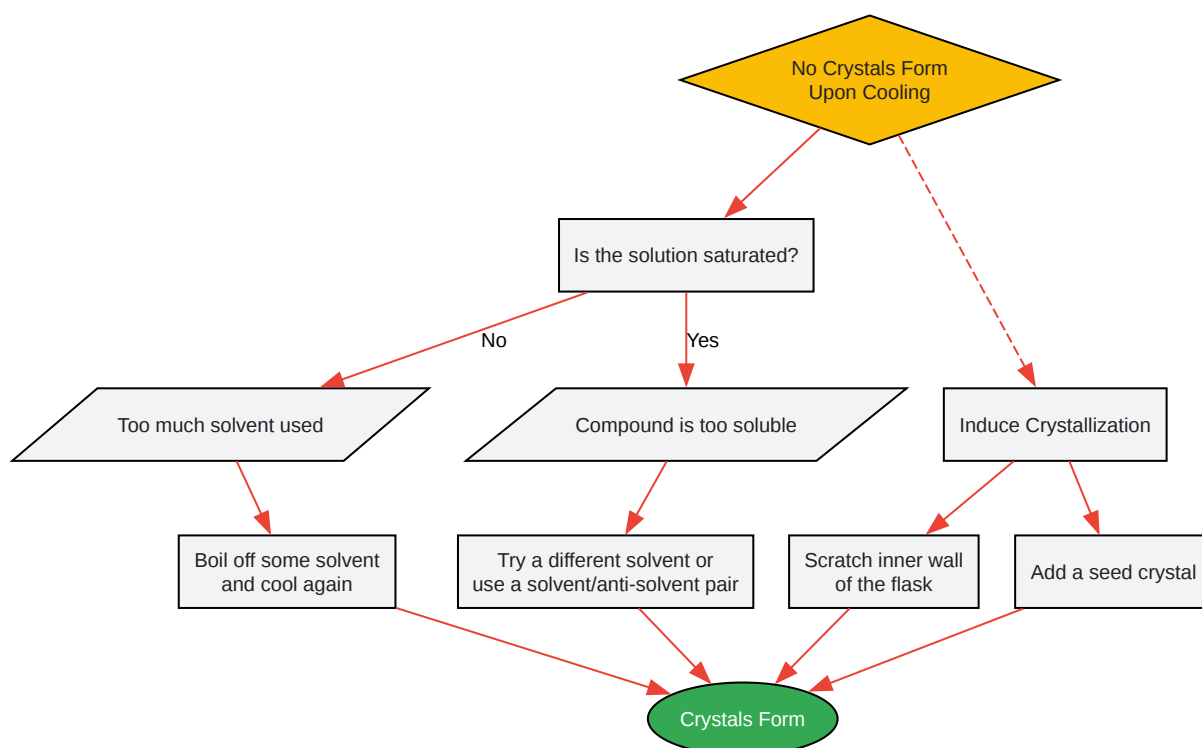 No Crystals Form
Upon Cooling
Is the solution saturated?
No
Yes
Too much solvent used
Compound is too soluble
Induce Crystallization
Boil off some solvent
and cool again
Try a different solvent or
use a solvent/anti-solvent pair
Scratch inner wall
of the flask
Add a seed crystal
Crystals Form